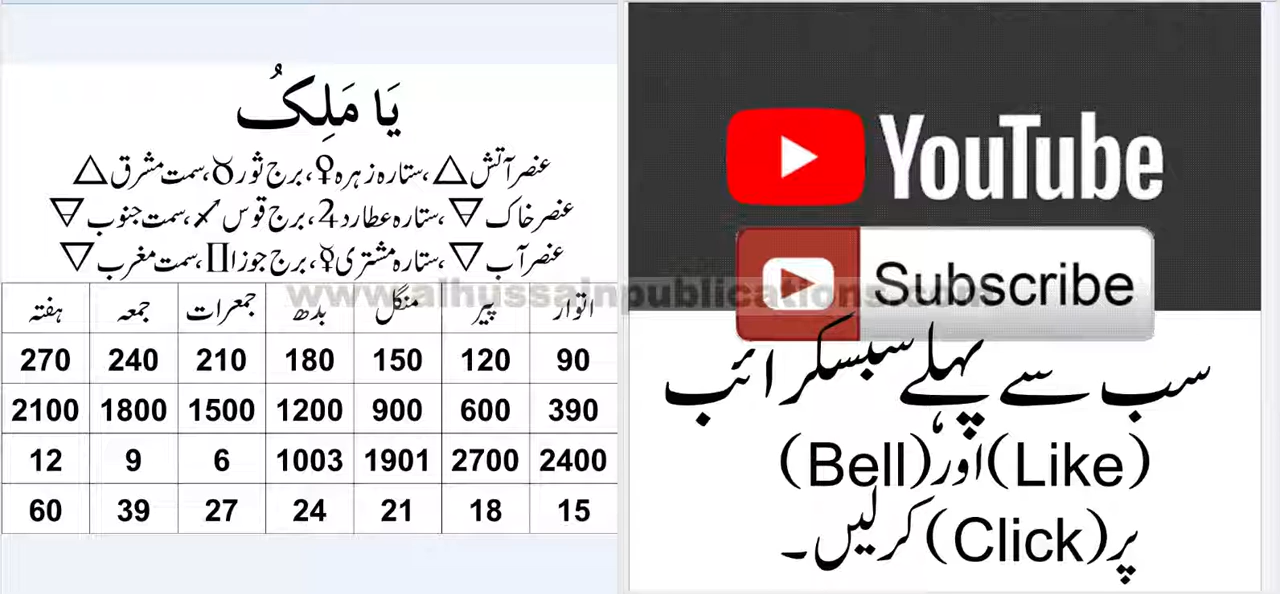 یَا مَلِکُ
عنصر آتش△، ستارہ زہرہ♀، برج ثور♉، سمت مشرق△
عنصر خاک🜃، ستارہ عطارد♃، برج قوس♐، سمت جنوب🜃
عنصر آب▽، ستارہ مشتری☿، برج جوزا♊، سمت مغرب▽
اتوار پیر منگل بدھ جمعرات جمعہ ہفتہ
90 120 150 180 210 240 270
390 600 900 1200 1500 1800 2100
2400 2700 1901 1003 6 9 12
15 18 21 24 27 39 60
www.alhussainpublications.com
YouTube
Subscribe
سب سے پہلے سبسکرائب
(Like) اور (Bell)
پر (Click) کرلیں۔